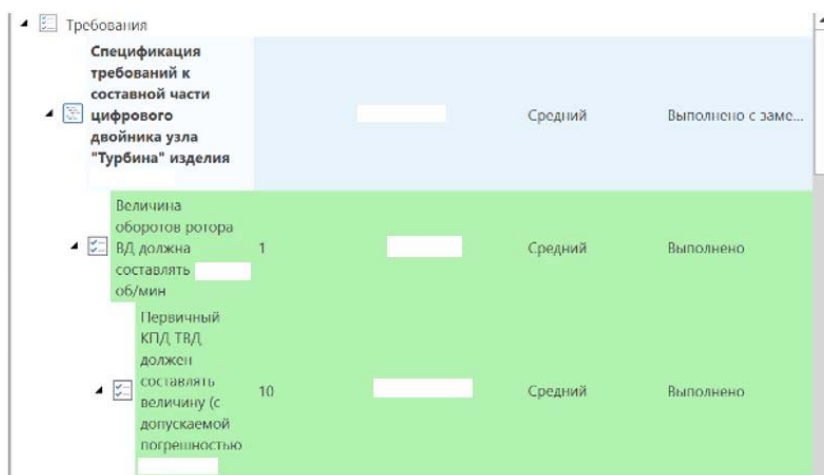 Требования
Спецификация
требований к
составной части
цифрового
двойника узла
"Турбина" изделия
Средний
Выполнено с заме...
Величина
оборотов ротора
ВД должна
составлять
об/мин
1
Средний
Выполнено
Первичный
КПД ТВД
должен
составлять
величину (с
допускаемой
погрешностью
10
Средний
Выполнено